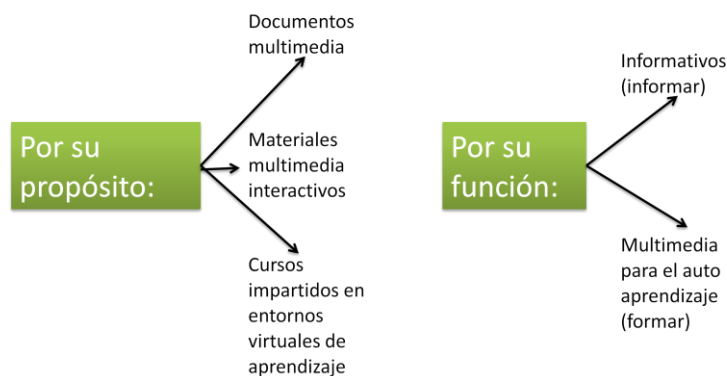 Por su
propósito:
Documentos
multimedia
Materiales
multimedia
interactivos
Cursos
impartidos en
entornos
virtuales de
aprendizaje
Por su
función:
Informativos
(informar)
Multimedia
para el auto
aprendizaje
(formar)